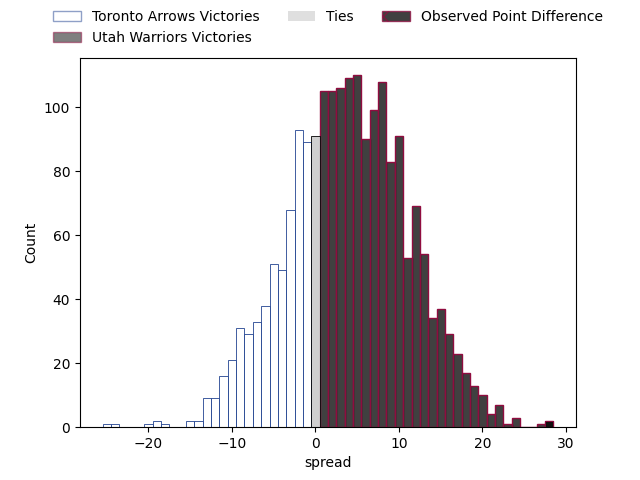 Toronto Arrows Victories
Utah Warriors Victories
Ties
Observed Point Difference
Count
100
80
60
40
20
0
−20
−10
0
10
20
30
spread